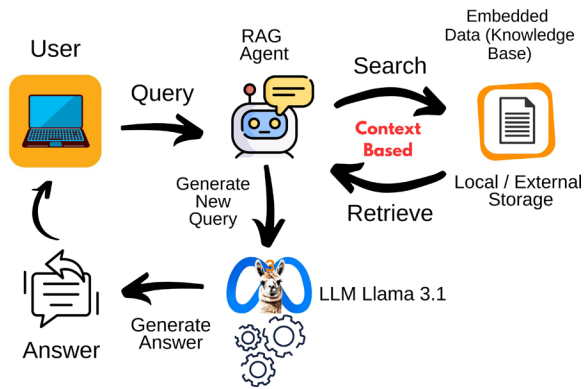 User
Query
RAG
Agent
Search
Context
Based
Retrieve
Embedded
Data (Knowledge
Base)
Local / External
Storage
Generate
New
Query
LLM Llama 3.1
Generate
Answer
Answer